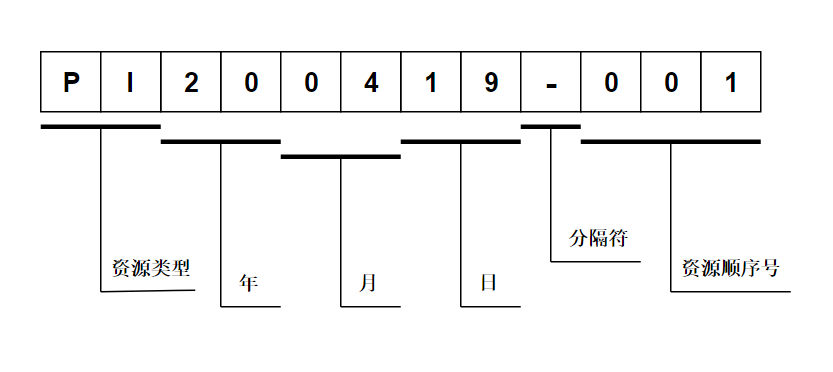 PI200419-001
分隔符
资源类型
年
月
日
资源顺序号